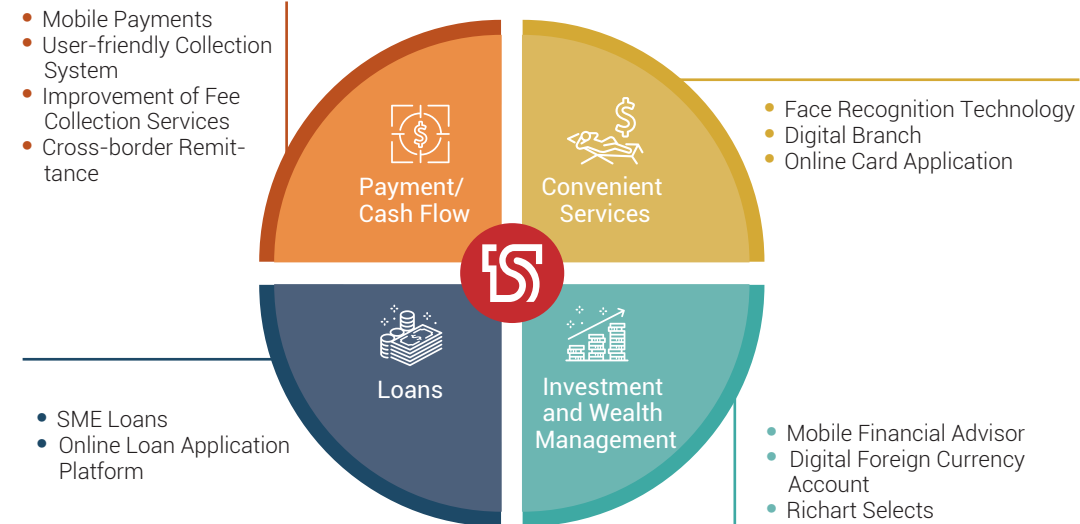 • Mobile Payments
• User-friendly Collection
System
• Improvement of Fee
Collection Services
• Cross-border Remit-
tance
Payment/
Cash Flow
Convenient
Services
• Face Recognition Technology
• Digital Branch
• Online Card Application
Loans
• SME Loans
• Online Loan Application
Platform
Investment
and Wealth
Management
• Mobile Financial Advisor
• Digital Foreign Currency
Account
• Richart Selects